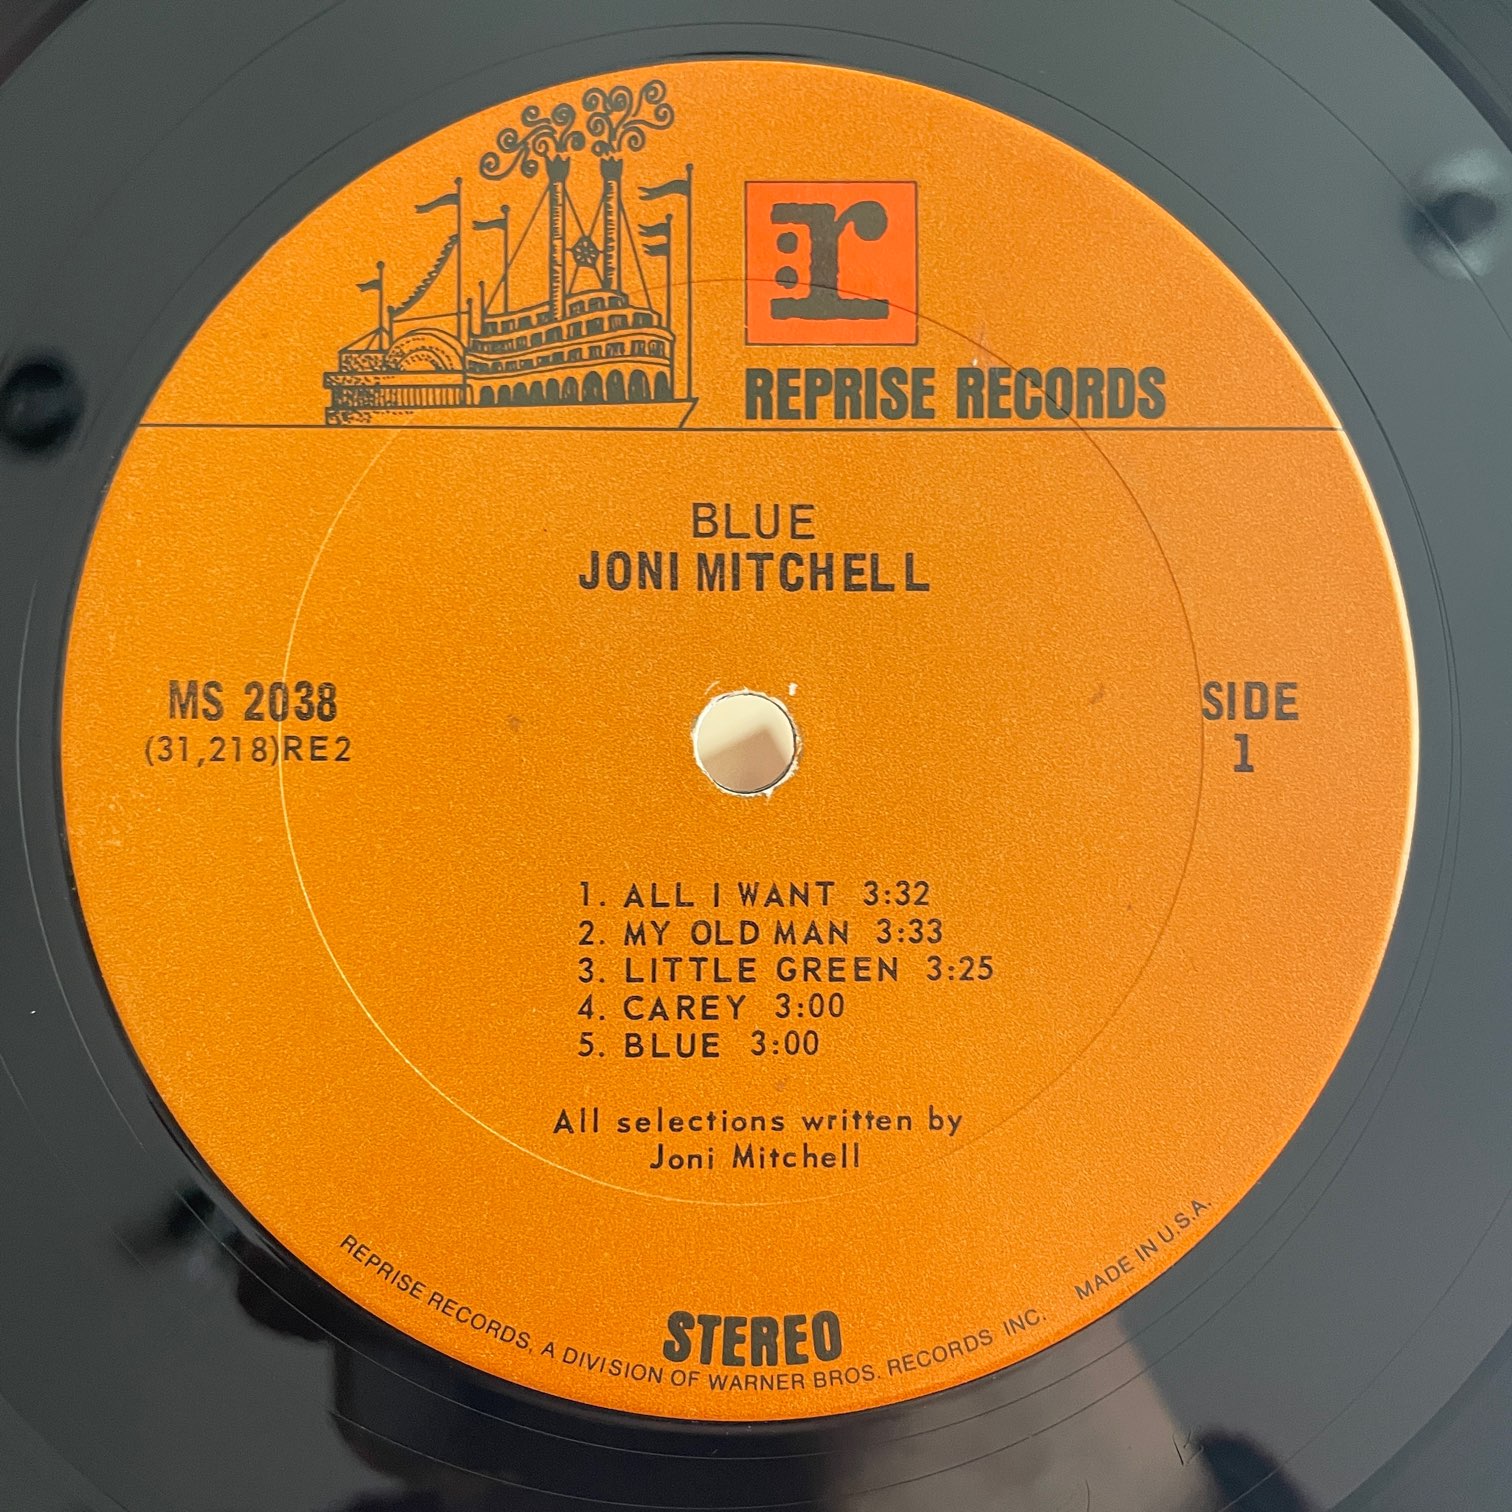 r:
REPRISE RECORDS
BLUE
JONI MITCHELL
MS 2038
(31,218)RE2
SIDE
1
1. ALL I WANT 3:32
2. MY OLD MAN 3:33
3. LITTLE GREEN 3:25
4. CAREY 3:00
5. BLUE 3:00
All selections written by
Joni Mitchell
STEREO
REPRISE RECORDS, A DIVISION OF WARNER BROS. RECORDS INC. MADE IN U.S.A.